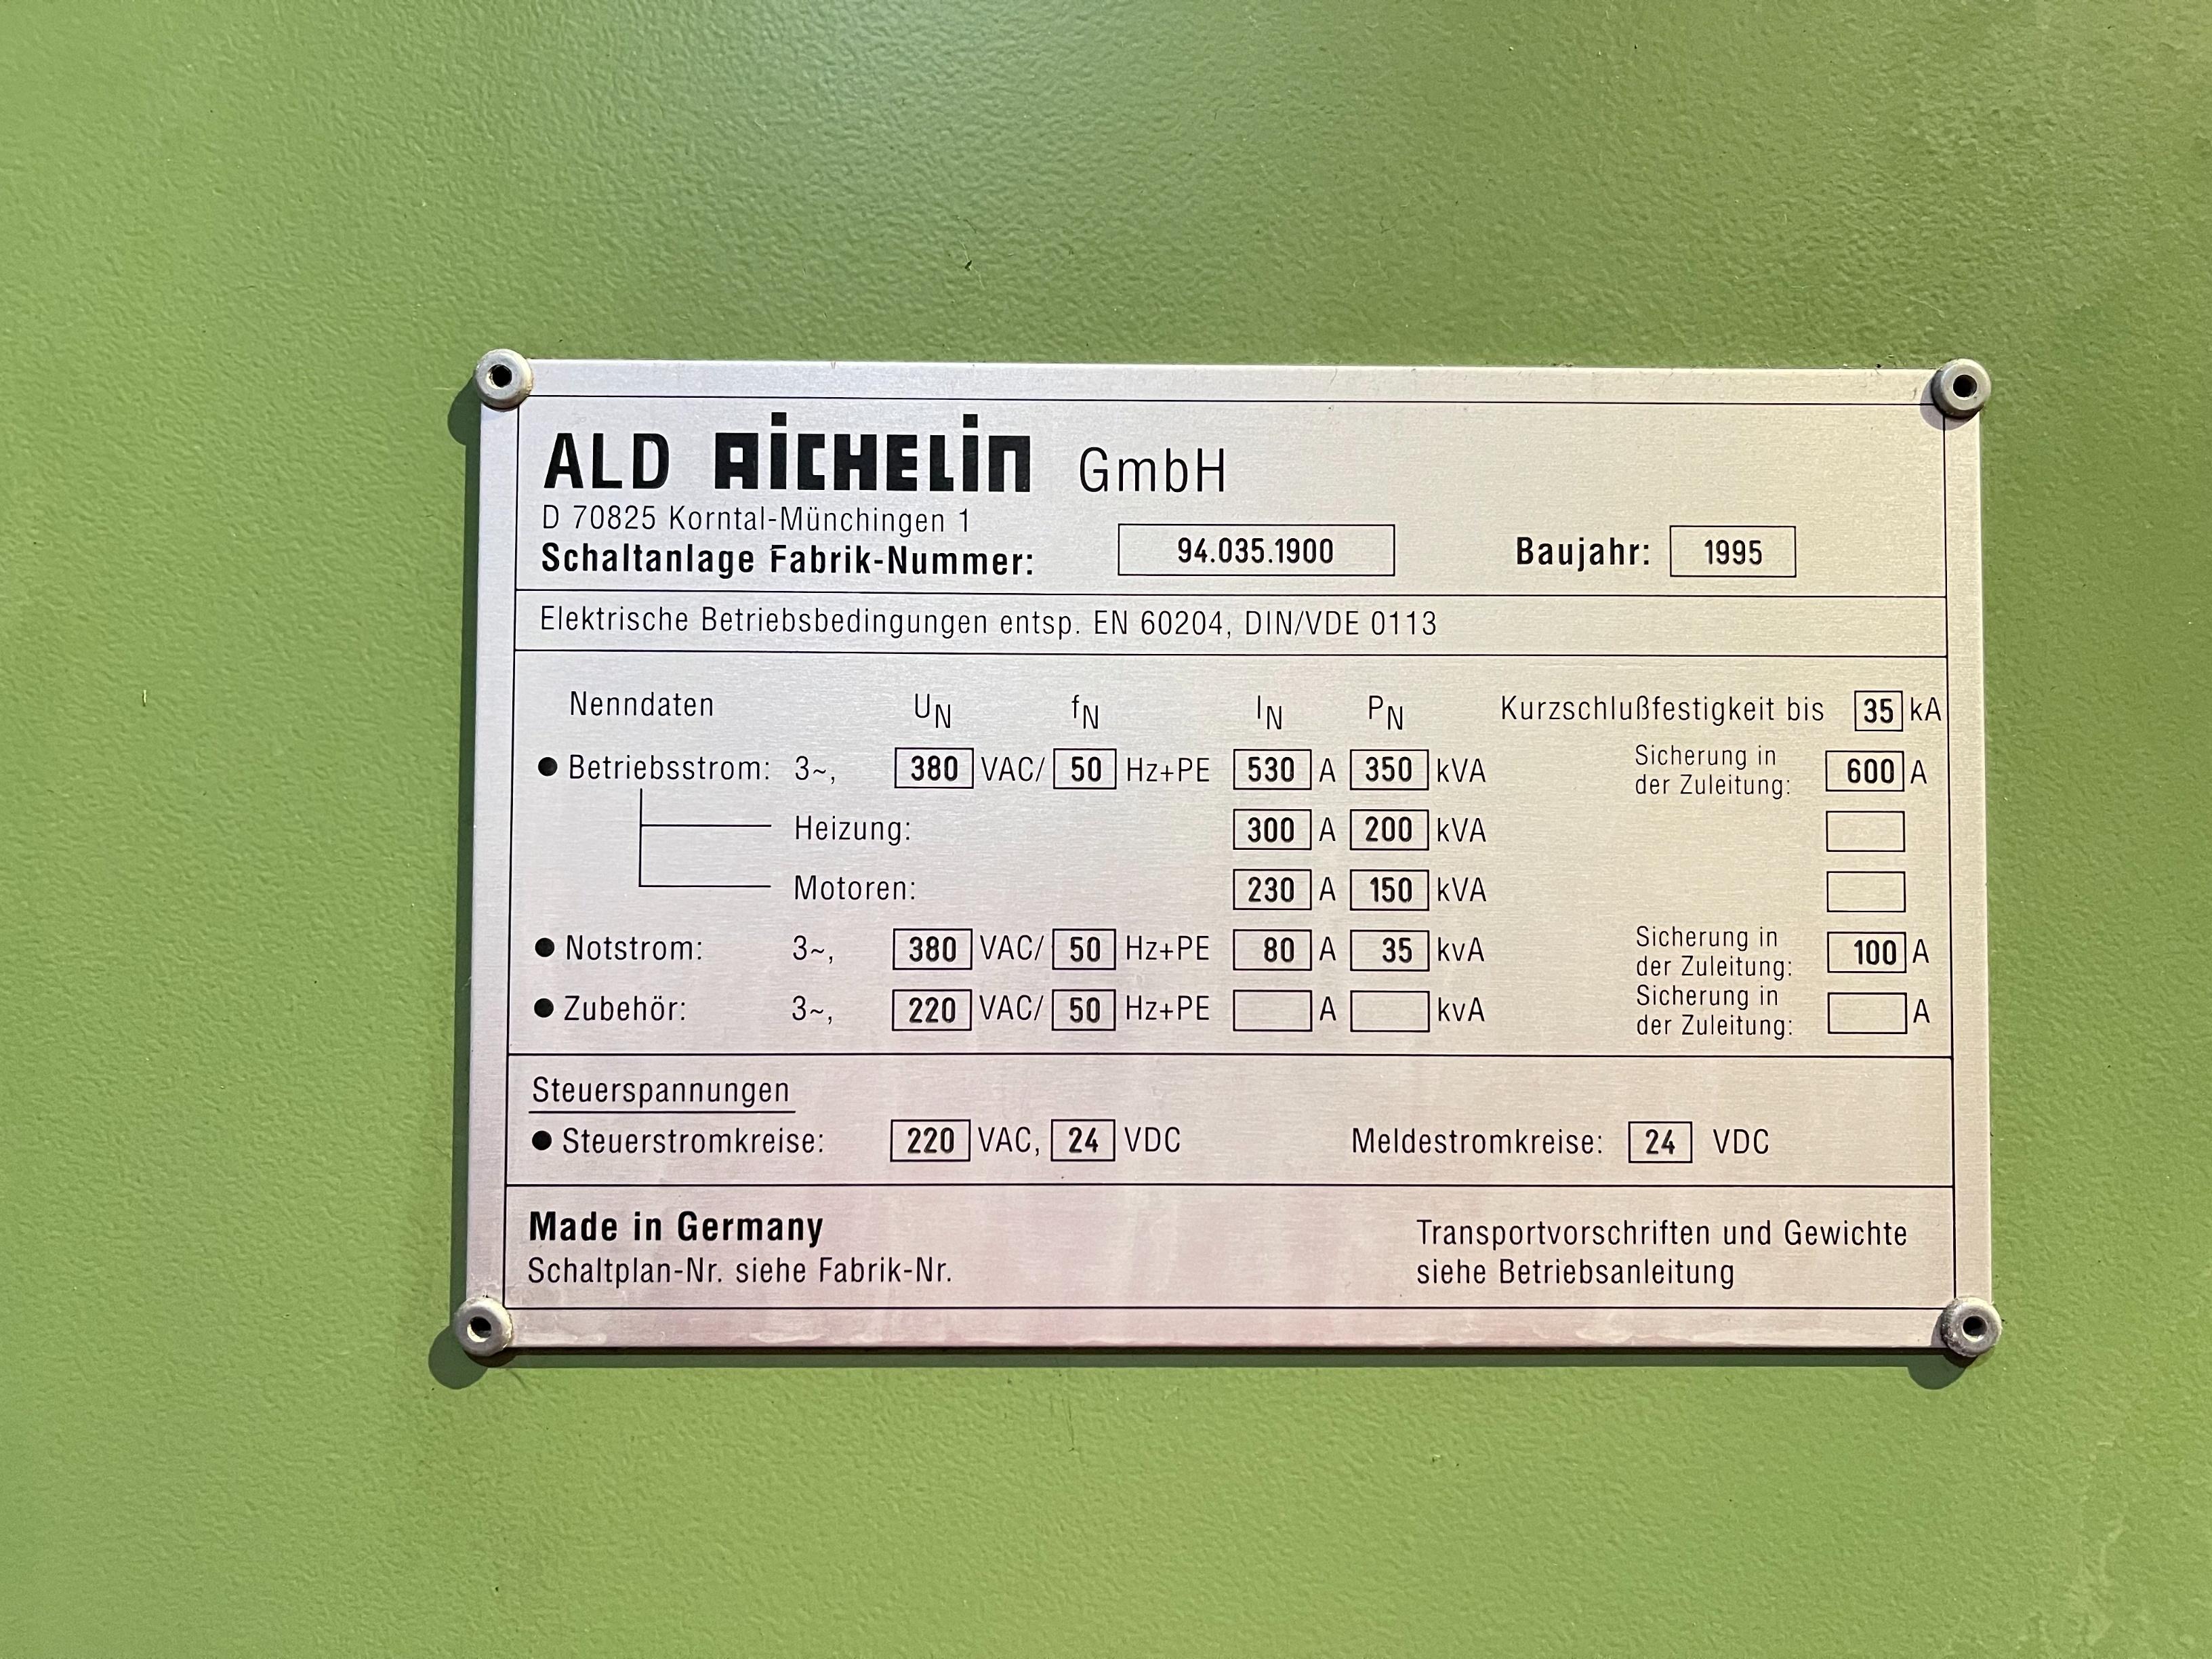 ALD AICHELIN GmbH
D 70825 Korntal-Münchingen 1
Schaltanlage Fabrik-Nummer: 94.035.1900 Baujahr: 1995
Elektrische Betriebsbedingungen entsp. EN 60204, DIN/VDE 0113
Nenndaten UN fN IN PN Kurzschlußfestigkeit bis 35 kA
● Betriebsstrom: 3~, 380 VAC/ 50 Hz+PE 530 A 350 kVA Sicherung in
der Zuleitung: 600 A
Heizung: 300 A 200 kVA
Motoren: 230 A 150 kVA
● Notstrom: 3~, 380 VAC/ 50 Hz+PE 80 A 35 kvA Sicherung in
der Zuleitung: 100 A
● Zubehör: 3~, 220 VAC/ 50 Hz+PE A kvA Sicherung in
der Zuleitung: A
Steuerspannungen
● Steuerstromkreise: 220 VAC, 24 VDC Meldestromkreise: 24 VDC
Made in Germany
Schaltplan-Nr. siehe Fabrik-Nr.
Transportvorschriften und Gewichte
siehe Betriebsanleitung